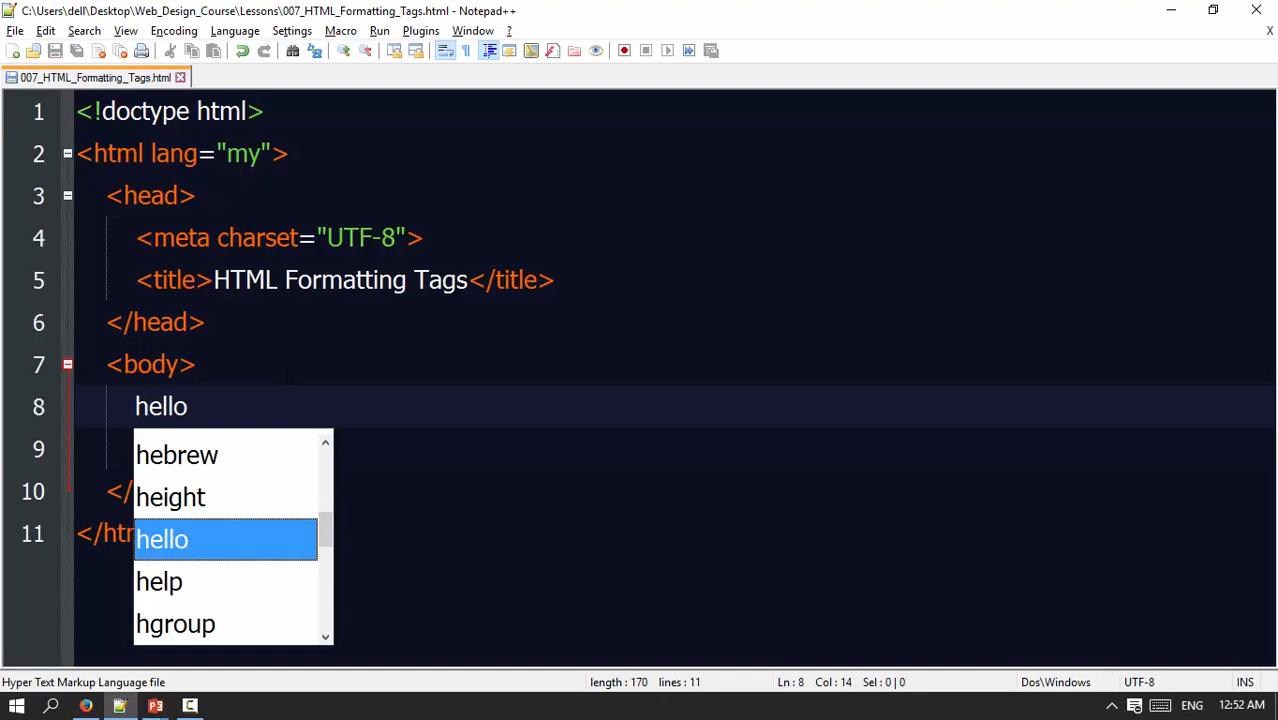 C:\Users\dell\Desktop\Web_Design_Course\Lessons\007_HTML_Formatting_Tags.html - Notepad++
File Edit Search View Encoding Language Settings Macro Run Plugins Window ? X
007_HTML_Formatting_Tags.html
1 <!doctype html>
2 <html lang="my">
3 <head>
4 <meta charset="UTF-8">
5 <title>HTML Formatting Tags</title>
6 </head>
7 <body>
8 hello
9 hebrew
height
10 </
hello
11 </htm
help
hgroup
Hyper Text Markup Language file length : 170 lines : 11 Ln : 8 Col : 14 Sel : 0 | 0 Dos\Windows UTF-8 INS
ENG 12:52 AM